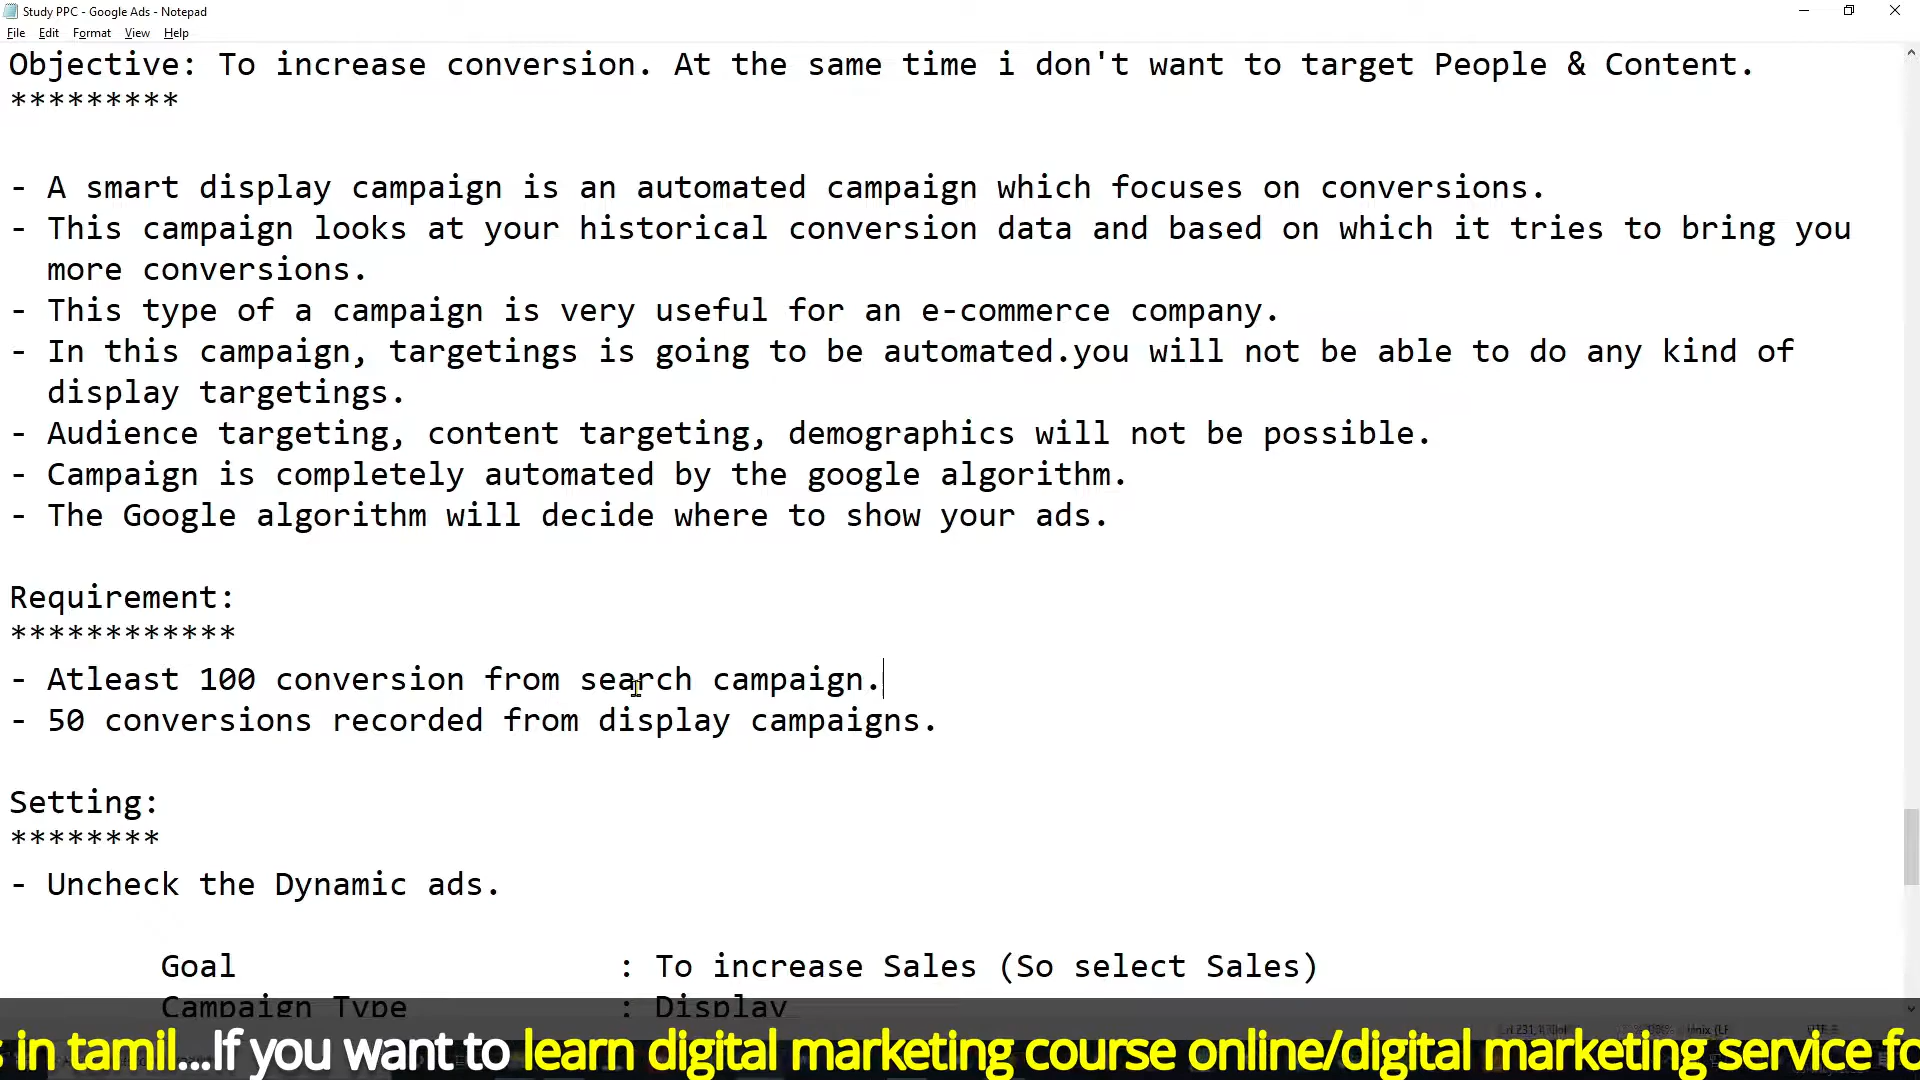 Study PPC - Google Ads - Notepad
File Edit Format View Help
Objective: To increase conversion. At the same time i don't want to target People & Content.
*********
- A smart display campaign is an automated campaign which focuses on conversions.
- This campaign looks at your historical conversion data and based on which it tries to bring you
more conversions.
- This type of a campaign is very useful for an e-commerce company.
- In this campaign, targetings is going to be automated.you will not be able to do any kind of
display targetings.
- Audience targeting, content targeting, demographics will not be possible.
- Campaign is completely automated by the google algorithm.
- The Google algorithm will decide where to show your ads.
Requirement:
************
- Atleast 100 conversion from search campaign.
- 50 conversions recorded from display campaigns.
Setting:
********
- Uncheck the Dynamic ads.
Goal : To increase Sales (So select Sales)
Campaign Type : Display
s in tamil...If you want to learn digital marketing course online/digital marketing service fo